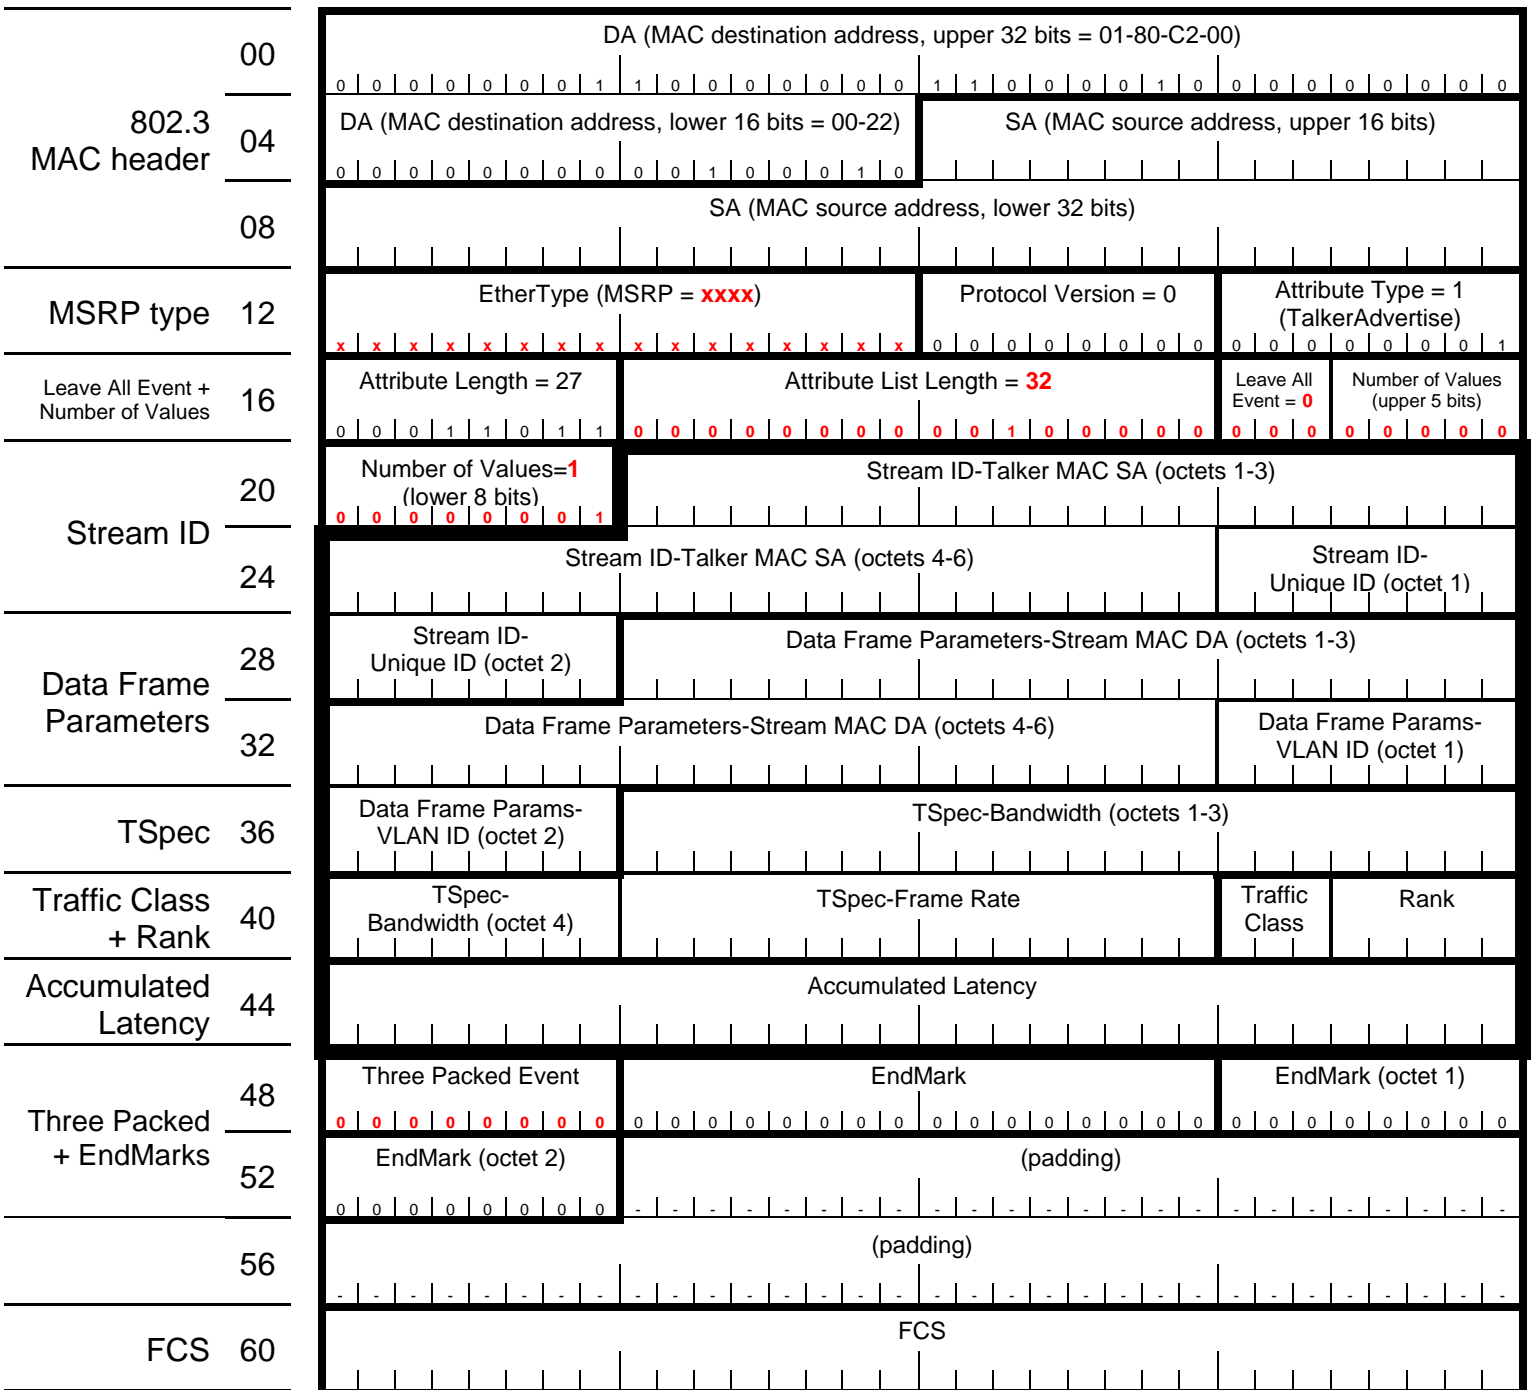 DA (MAC destination address, upper 32 bits = 01-80-C2-00)
00
0 0 0 0 0 0 0 1 1 0 0 0 0 0 0 0 1 1 0 0 0 0 1 0 0 0 0 0 0 0 0 0
802.3
MAC header
04
DA (MAC destination address, lower 16 bits = 00-22)
SA (MAC source address, upper 16 bits)
0 0 0 0 0 0 0 0 0 0 1 0 0 0 1 0
08
SA (MAC source address, lower 32 bits)
MSRP type
12
EtherType (MSRP = xxxx)
Protocol Version = 0
Attribute Type = 1
(TalkerAdvertise)
x x x x x x x x x x x x x x x x 0 0 0 0 0 0 0 0 0 0 0 0 0 0 0 1
Leave All Event +
Number of Values
16
Attribute Length = 27
Attribute List Length = 32
Leave All
Event = 0
Number of Values
(upper 5 bits)
0 0 0 1 1 0 1 1 0 0 0 0 0 0 0 0 0 0 1 0 0 0 0 0 0 0 0 0 0 0 0 0
Stream ID
20
Number of Values=1
(lower 8 bits)
0 0 0 0 0 0 0 1
Stream ID-Talker MAC SA (octets 1-3)
24
Stream ID-Talker MAC SA (octets 4-6)
Stream ID-
Unique ID (octet 1)
Data Frame
Parameters
28
Stream ID-
Unique ID (octet 2)
Data Frame Parameters-Stream MAC DA (octets 1-3)
32
Data Frame Parameters-Stream MAC DA (octets 4-6)
Data Frame Params-
VLAN ID (octet 1)
TSpec
36
Data Frame Params-
VLAN ID (octet 2)
TSpec-Bandwidth (octets 1-3)
Traffic Class
+ Rank
40
TSpec-
Bandwidth (octet 4)
TSpec-Frame Rate
Traffic
Class
Rank
Accumulated
Latency
44
Accumulated Latency
Three Packed
+ EndMarks
48
Three Packed Event
EndMark
EndMark (octet 1)
0 0 0 0 0 0 0 0 0 0 0 0 0 0 0 0 0 0 0 0 0 0 0 0 0 0 0 0 0 0 0 0
52
EndMark (octet 2)
(padding)
0 0 0 0 0 0 0 0 - - - - - - - - - - - - - - - - - - - - - - - -
56
(padding)
- - - - - - - - - - - - - - - - - - - - - - - - - - - - - - - -
FCS
60
FCS